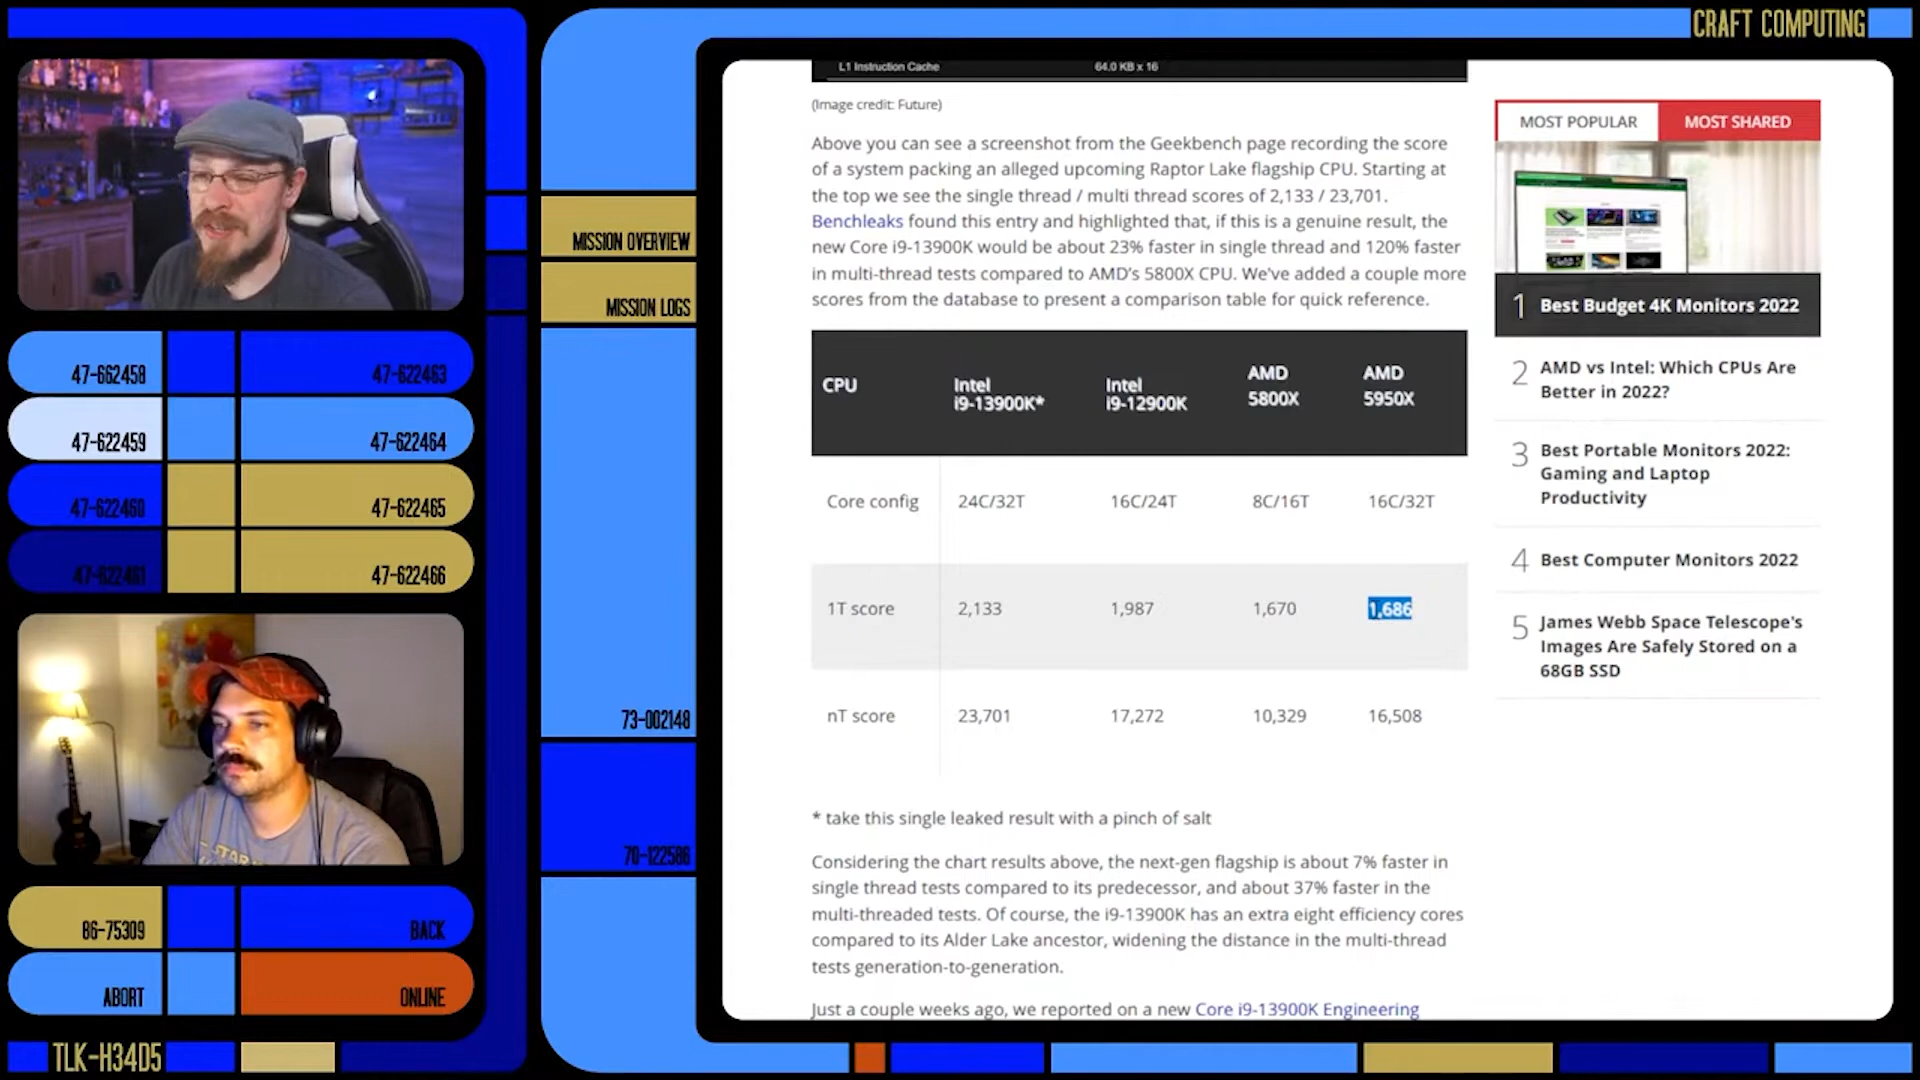 CRAFT COMPUTING
47-662458
47-622463
47-622459
47-622464
47-622460
47-622465
47-622461
47-622466
86-75309
BACK
ABORT
ONLINE
TLK-H34D5
MISSION OVERVIEW
MISSION LOGS
73-002148
70-122586
L1 Instruction Cache 64.0 KB x 16
(Image credit: Future)
Above you can see a screenshot from the Geekbench page recording the score
of a system packing an alleged upcoming Raptor Lake flagship CPU. Starting at
the top we see the single thread / multi thread scores of 2,133 / 23,701.
Benchleaks found this entry and highlighted that, if this is a genuine result, the
new Core i9-13900K would be about 23% faster in single thread and 120% faster
in multi-thread tests compared to AMD's 5800X CPU. We've added a couple more
scores from the database to present a comparison table for quick reference.
CPU Intel i9-13900K* Intel i9-12900K AMD 5800X AMD 5950X
Core config 24C/32T 16C/24T 8C/16T 16C/32T
1T score 2,133 1,987 1,670 1,686
nT score 23,701 17,272 10,329 16,508
* take this single leaked result with a pinch of salt
Considering the chart results above, the next-gen flagship is about 7% faster in
single thread tests compared to its predecessor, and about 37% faster in the
multi-threaded tests. Of course, the i9-13900K has an extra eight efficiency cores
compared to its Alder Lake ancestor, widening the distance in the multi-thread
tests generation-to-generation.
Just a couple weeks ago, we reported on a new Core i9-13900K Engineering
MOST POPULAR
MOST SHARED
1 Best Budget 4K Monitors 2022
2 AMD vs Intel: Which CPUs Are
Better in 2022?
3 Best Portable Monitors 2022:
Gaming and Laptop
Productivity
4 Best Computer Monitors 2022
5 James Webb Space Telescope's
Images Are Safely Stored on a
68GB SSD